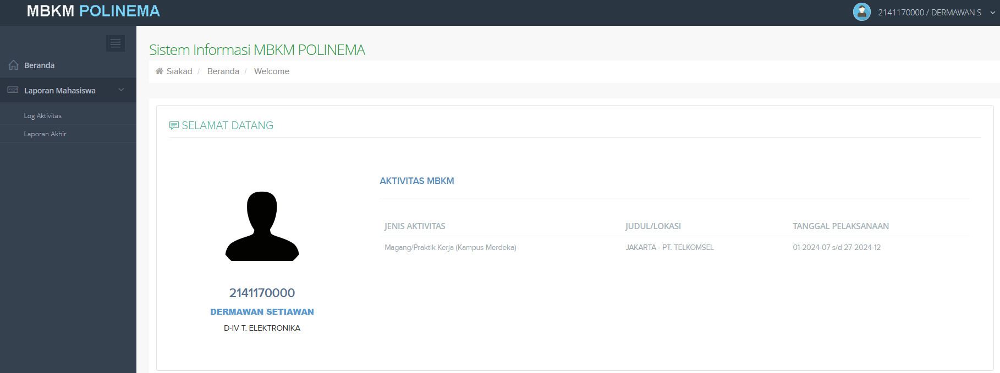 MBKM POLINEMA
2141170000 / DERMAWAN S
Beranda
Laporan Mahasiswa
Log Aktivitas
Laporan Akhir
Sistem Informasi MBKM POLINEMA
Siakad / Beranda / Welcome
SELAMAT DATANG
2141170000
DERMAWAN SETIAWAN
D-IV T. ELEKTRONIKA
AKTIVITAS MBKM
JENIS AKTIVITAS JUDUL/LOKASI TANGGAL PELAKSANAAN
Magang/Praktik Kerja (Kampus Merdeka) JAKARTA - PT. TELKOMSEL 01-2024-07 s/d 27-2024-12